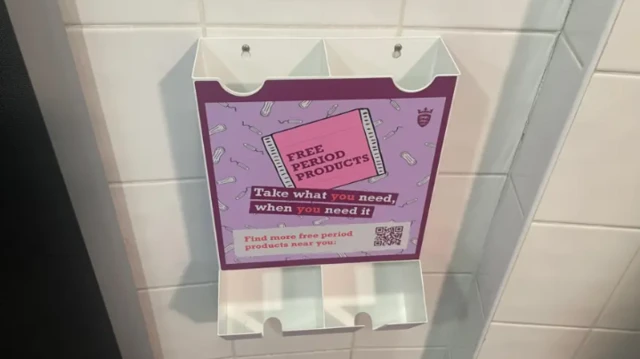 FREE
PERIOD
PRODUCTS
Take what you need,
when you need it
Find more free period
products near you: